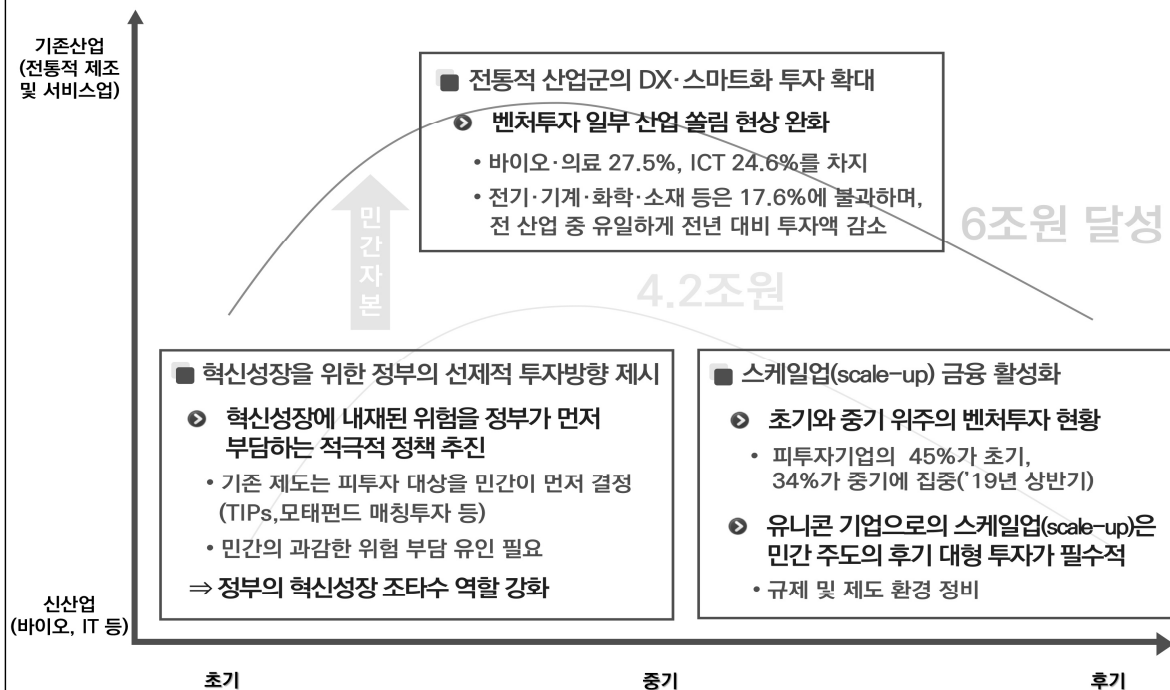 기존산업
(전통적 제조
및 서비스업)
■ 전통적 산업군의 DX·스마트화 투자 확대
벤처투자 일부 산업 쏠림 현상 완화
• 바이오·의료 27.5%, ICT 24.6%를 차지
• 전기·기계·화학·소재 등은 17.6%에 불과하며,
전 산업 중 유일하게 전년 대비 투자액 감소
민간자본
6조원 달성
4.2조원
■ 혁신성장을 위한 정부의 선제적 투자방향 제시
혁신성장에 내재된 위험을 정부가 먼저
부담하는 적극적 정책 추진
• 기존 제도는 피투자 대상을 민간이 먼저 결정
(TIPs,모태펀드 매칭투자 등)
• 민간의 과감한 위험 부담 유인 필요
⇒ 정부의 혁신성장 조타수 역할 강화
■ 스케일업(scale-up) 금융 활성화
초기와 중기 위주의 벤처투자 현황
• 피투자기업의 45%가 초기,
34%가 중기에 집중('19년 상반기)
유니콘 기업으로의 스케일업(scale-up)은
민간 주도의 후기 대형 투자가 필수적
• 규제 및 제도 환경 정비
신산업
(바이오, IT 등)
초기
중기
후기